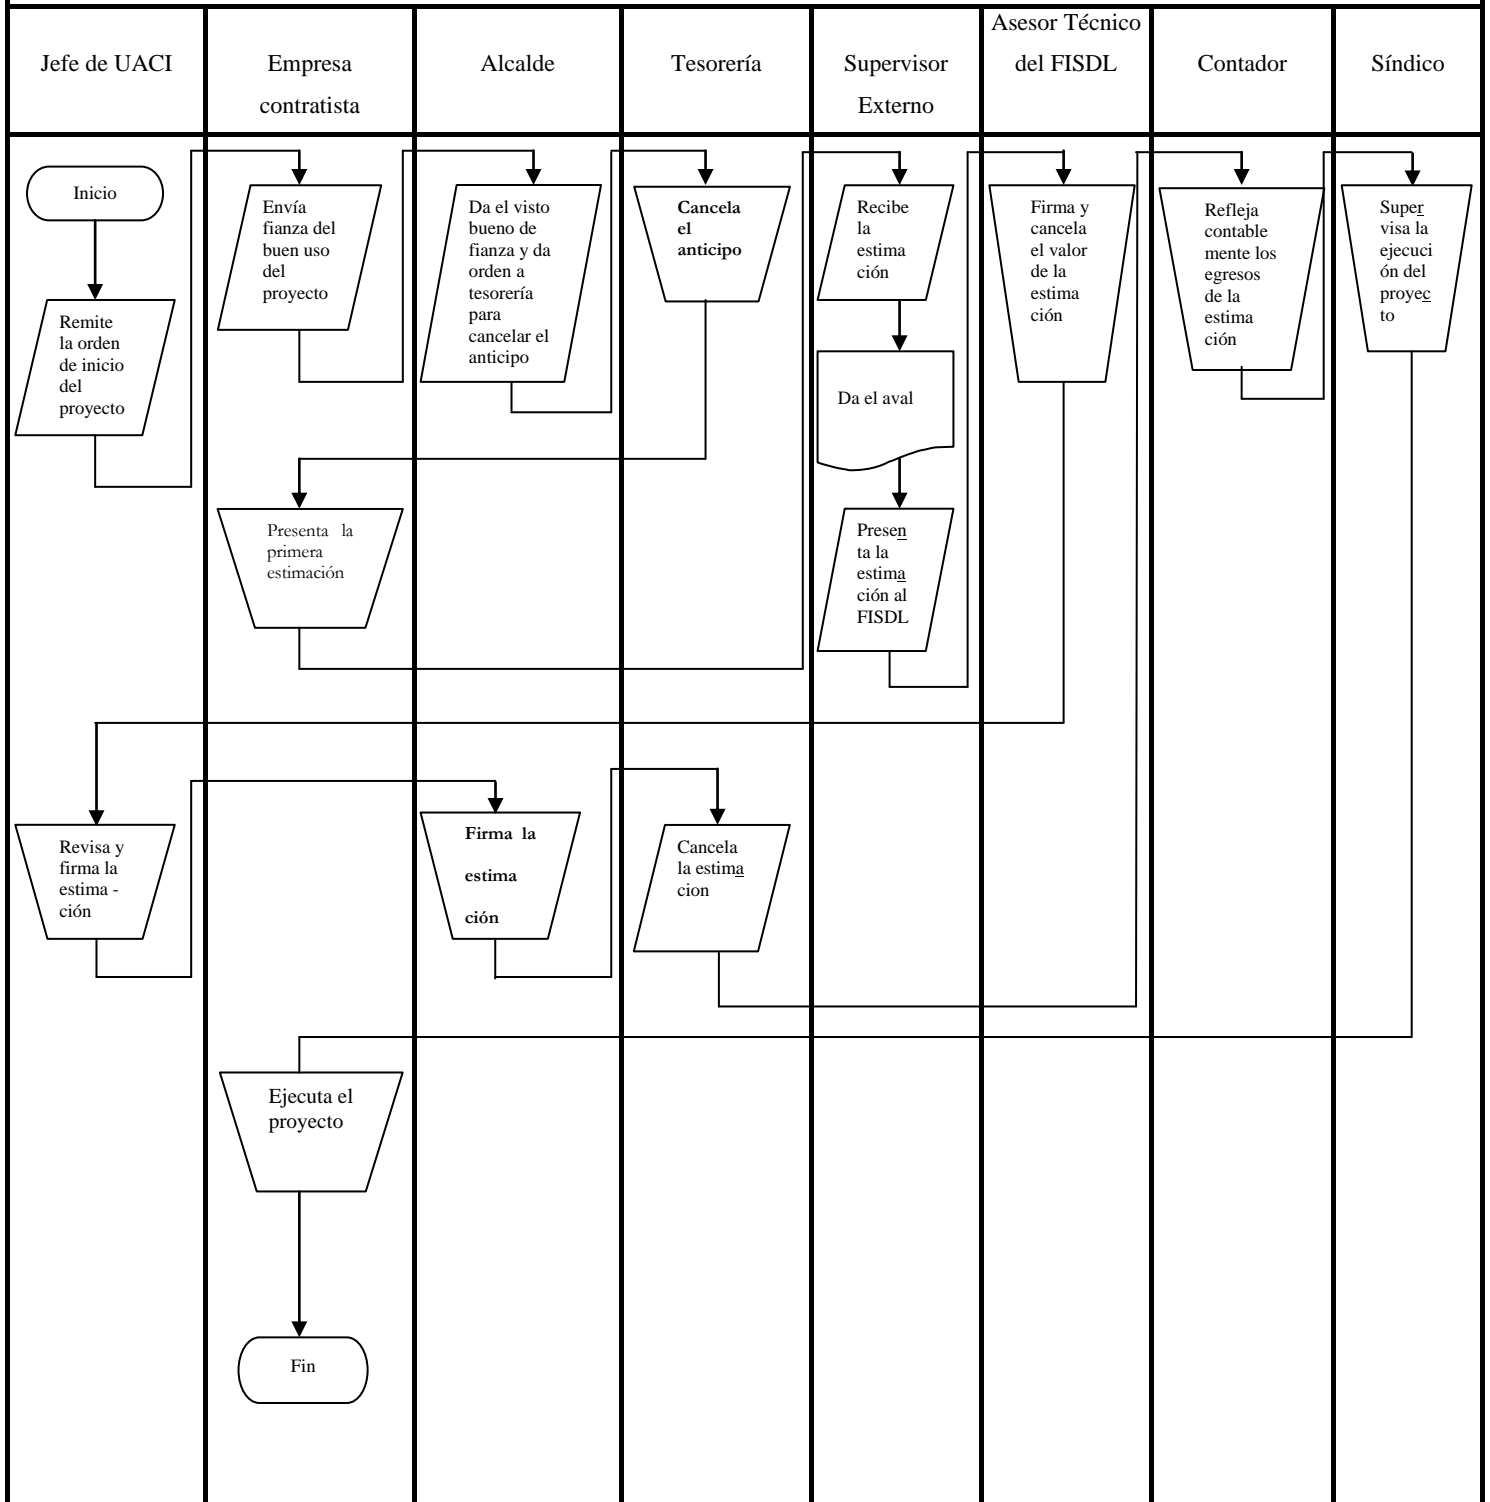 Jefe de UACI
Empresa
contratista
Alcalde
Tesorería
Supervisor
Externo
Asesor Técnico
del FISDL
Contador
Síndico
Inicio
Remite
la orden
de inicio
del
proyecto
Envía
fianza del
buen uso
del
proyecto
Da el visto
bueno de
fianza y da
orden a
tesorería
para
cancelar el
anticipo
Cancela
el
anticipo
Recibe
la
estima
ción
Da el aval
Presen
ta la
estima
ción al
FISDL
Firma y
cancela
el valor
de la
estima
ción
Refleja
contable
mente los
egresos
de la
estima
ción
Super
visa la
ejecuci
ón del
proyec
to
Presenta la
primera
estimación
Revisa y
firma la
estima -
ción
Firma la
estima
ción
Cancela
la estima
cion
Ejecuta el
proyecto
Fin